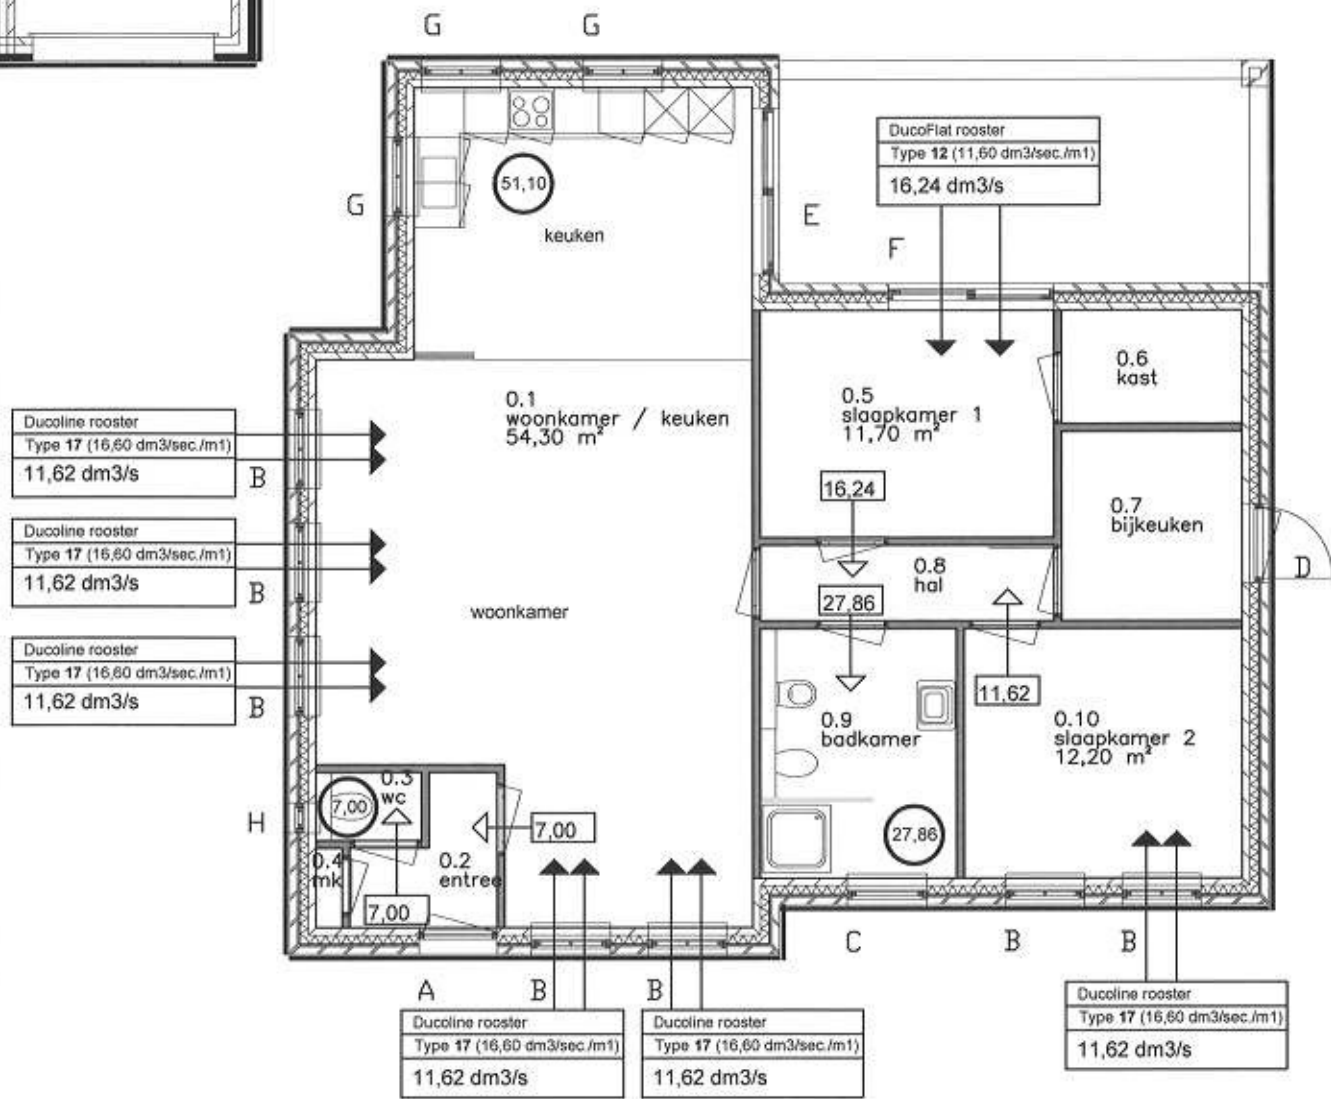 G
G
DucoFlat rooster
Type 12 (11,60 dm3/sec./m1)
16,24 dm3/s
51,10
G
E
keuken
F
0.6
kast
0.1
woonkamer / keuken
54,30 m²
0.5
slaapkamer 1
11,70 m²
Ducoline rooster
Type 17 (16,60 dm3/sec./m1)
11,62 dm3/s
B
16,24
0.7
bijkeuken
Ducoline rooster
Type 17 (16,60 dm3/sec./m1)
11,62 dm3/s
B
0.8
hal
D
27,86
woonkamer
Ducoline rooster
Type 17 (16,60 dm3/sec./m1)
11,62 dm3/s
B
11,62
0.9
badkamer
0.10
slaapkamer 2
12,20 m²
0.3
wc
7,00
H
7,00
27,86
0.4
mk
0.2
entree
7,00
C
B
B
A
B
B
Ducoline rooster
Type 17 (16,60 dm3/sec./m1)
11,62 dm3/s
Ducoline rooster
Type 17 (16,60 dm3/sec./m1)
11,62 dm3/s
Ducoline rooster
Type 17 (16,60 dm3/sec./m1)
11,62 dm3/s